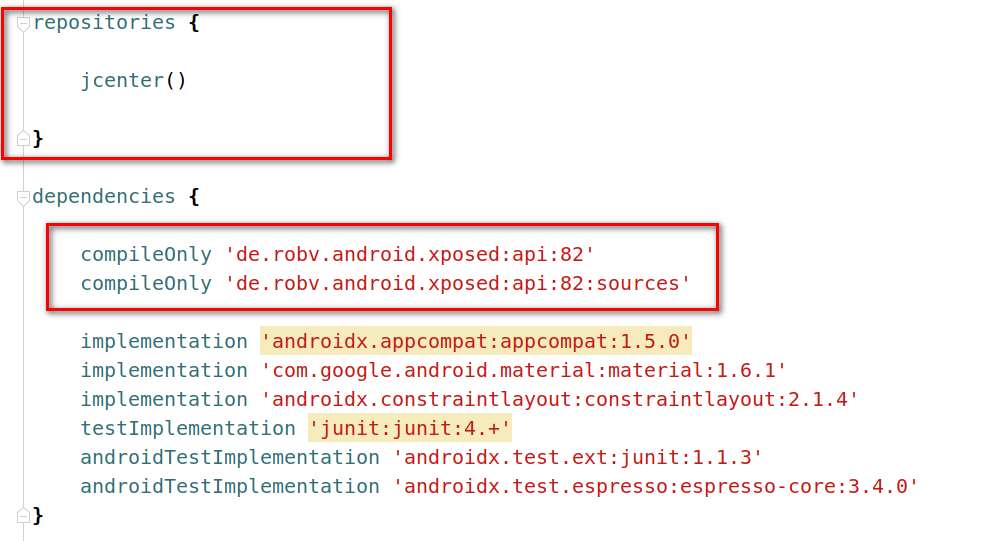 repositories {
jcenter()
}
dependencies {
compileOnly 'de.robv.android.xposed:api:82'
compileOnly 'de.robv.android.xposed:api:82:sources'
implementation 'androidx.appcompat:appcompat:1.5.0'
implementation 'com.google.android.material:material:1.6.1'
implementation 'androidx.constraintlayout:constraintlayout:2.1.4'
testImplementation 'junit:junit:4.+'
androidTestImplementation 'androidx.test.ext:junit:1.1.3'
androidTestImplementation 'androidx.test.espresso:espresso-core:3.4.0'
}